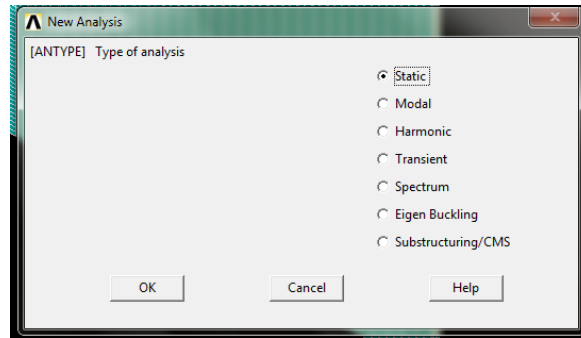 New Analysis
[ANTYPE] Type of analysis
Static
Modal
Harmonic
Transient
Spectrum
Eigen Buckling
Substructuring/CMS
OK Cancel Help